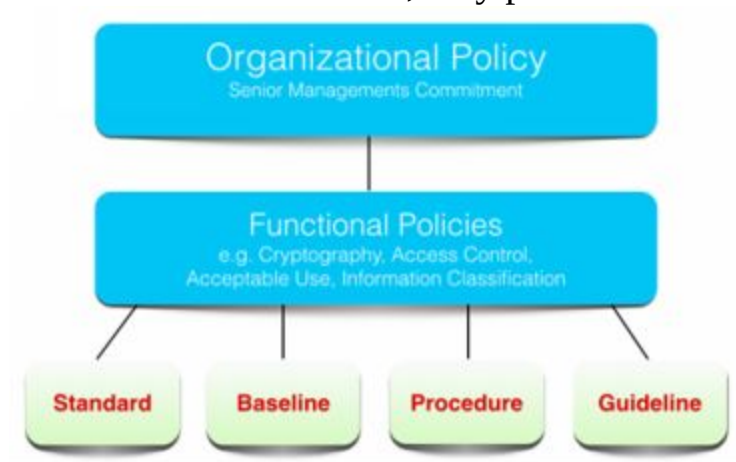 Organizational Policy
Senior Managements Commitment
Functional Policies
e.g. Cryptography, Access Control,
Acceptable Use, Information Classification
Standard
Baseline
Procedure
Guideline